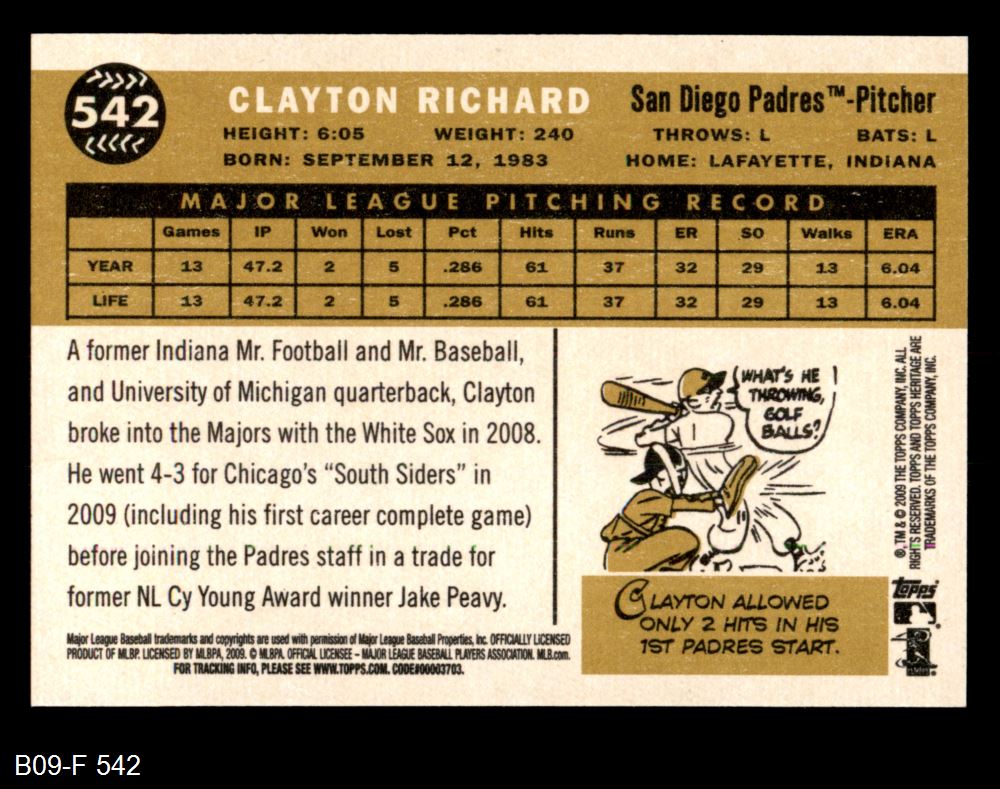 542
CLAYTON RICHARD
San Diego Padres™-Pitcher
HEIGHT: 6:05 WEIGHT: 240 THROWS: L BATS: L
BORN: SEPTEMBER 12, 1983 HOME: LAFAYETTE, INDIANA
MAJOR LEAGUE PITCHING RECORD
Games IP Won Lost Pct Hits Runs ER SO Walks ERA
YEAR 13 47.2 2 5 .286 61 37 32 29 13 6.04
LIFE 13 47.2 2 5 .286 61 37 32 29 13 6.04
A former Indiana Mr. Football and Mr. Baseball,
and University of Michigan quarterback, Clayton
broke into the Majors with the White Sox in 2008.
He went 4-3 for Chicago's “South Siders” in
2009 (including his first career complete game)
before joining the Padres staff in a trade for
former NL Cy Young Award winner Jake Peavy.
Major League Baseball trademarks and copyrights are used with permission of Major League Baseball Properties, Inc. OFFICIALLY LICENSED
PRODUCT OF MLBP. LICENSED BY MLBPA, 2009. © MLBPA. OFFICIAL LICENSEE – MAJOR LEAGUE BASEBALL PLAYERS ASSOCIATION. MLB.com.
FOR TRACKING INFO, PLEASE SEE WWW.TOPPS.COM. CODE#00003703.
WHAT'S HE
THROWING,
GOLF
BALLS?
CLAYTON ALLOWED
ONLY 2 HITS IN HIS
1ST PADRES START.
®, TM & © 2009 THE TOPPS COMPANY, INC. ALL
RIGHTS RESERVED. TOPPS AND TOPPS HERITAGE ARE
TRADEMARKS OF THE TOPPS COMPANY, INC.
Topps
B09-F 542